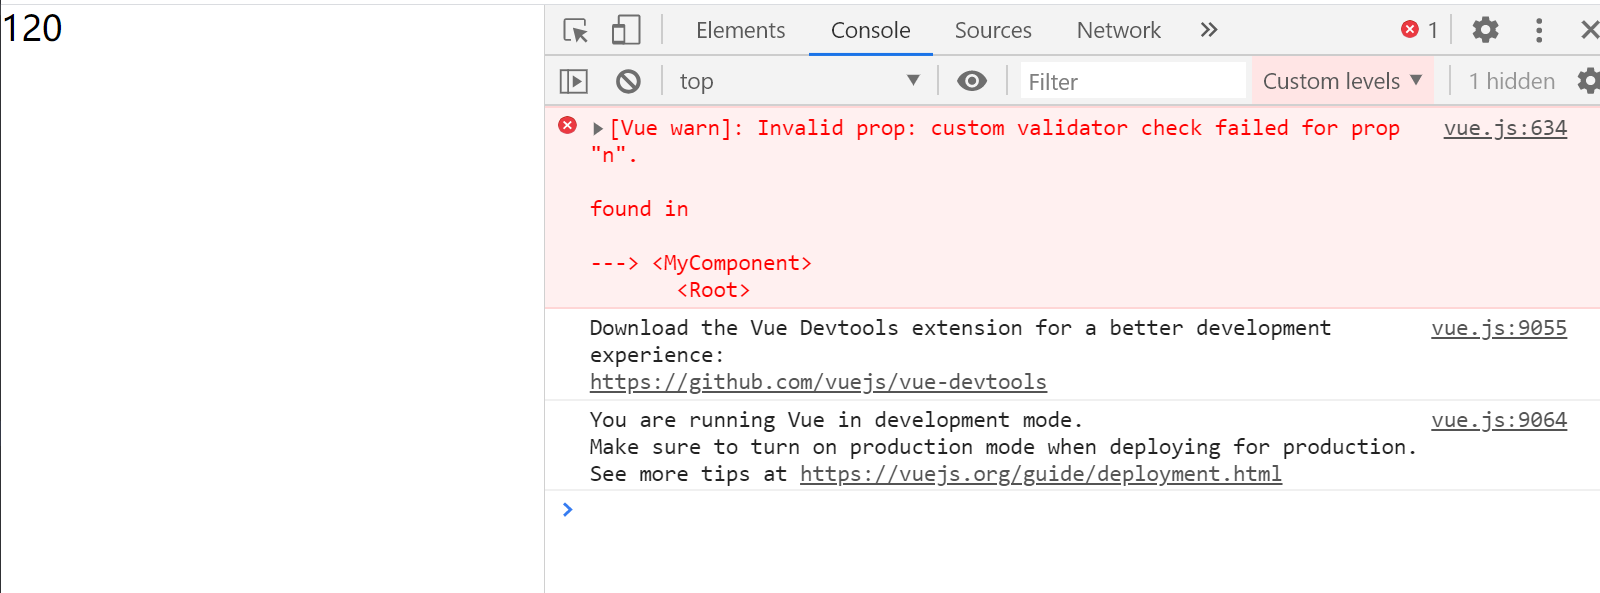 120
Elements Console Sources Network 1
top Filter Custom levels 1 hidden
[Vue warn]: Invalid prop: custom validator check failed for prop vue.js:634
"n".
found in
---> <MyComponent>
<Root>
Download the Vue Devtools extension for a better development vue.js:9055
experience:
https://github.com/vuejs/vue-devtools
You are running Vue in development mode. vue.js:9064
Make sure to turn on production mode when deploying for production.
See more tips at https://vuejs.org/guide/deployment.html